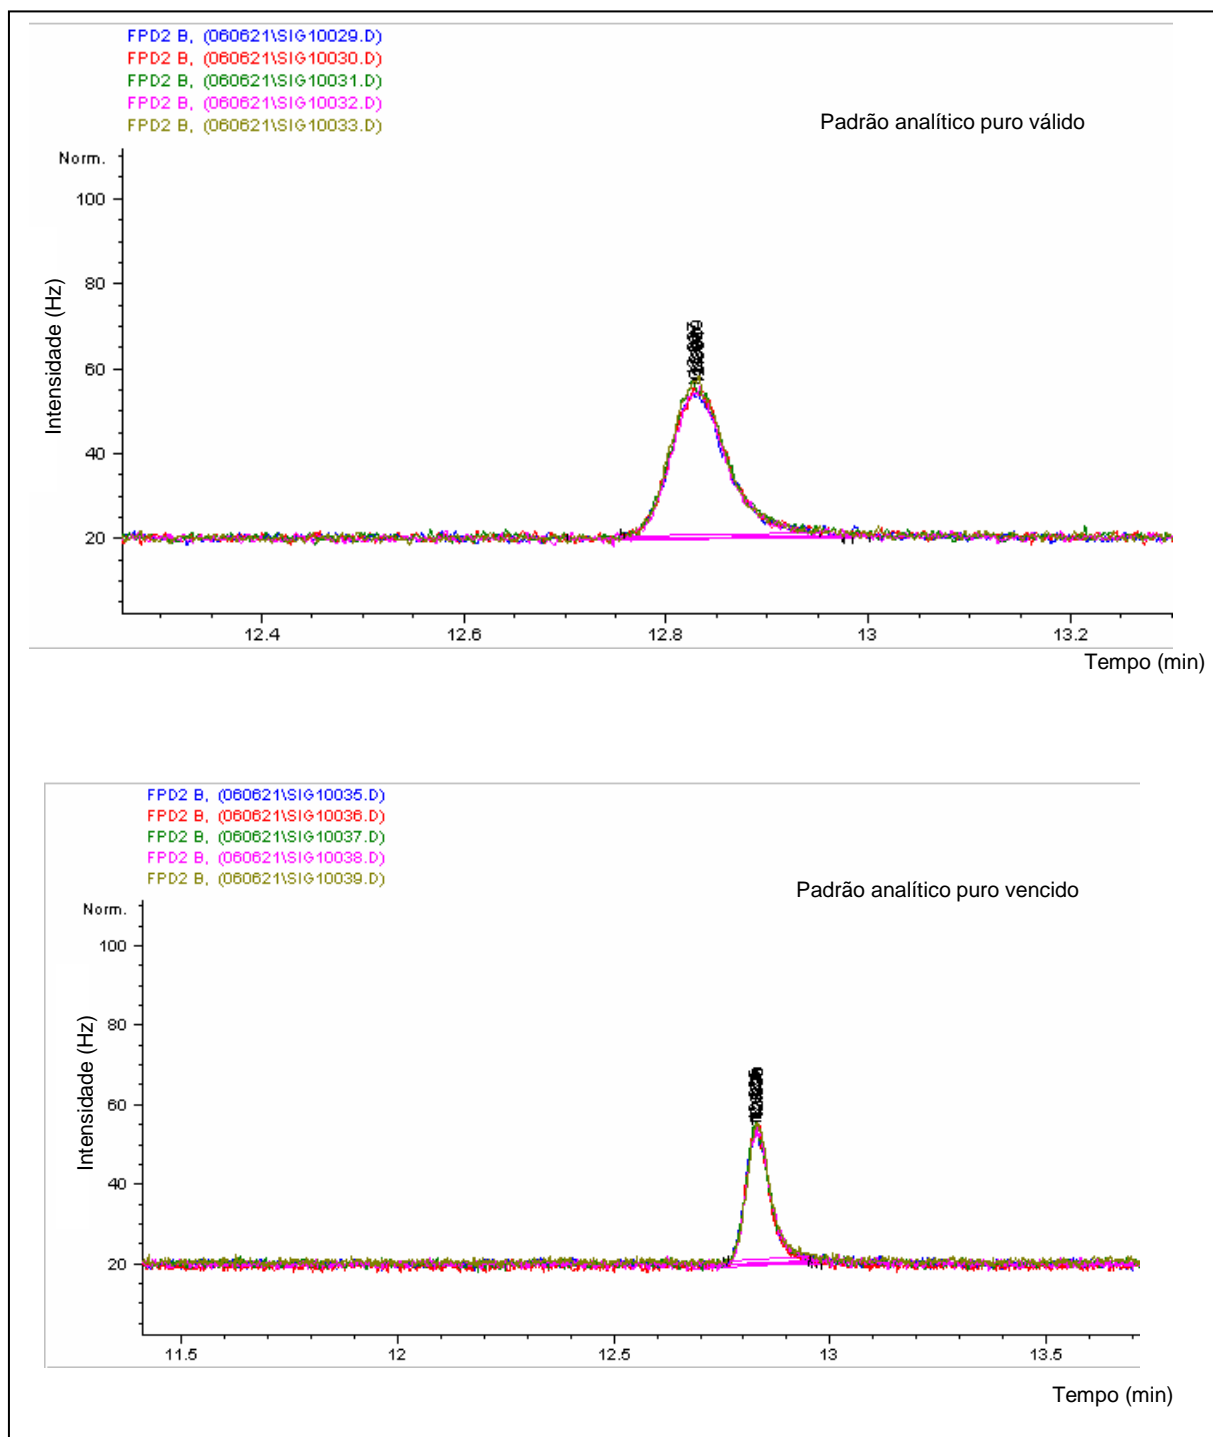 FPD2 B, (060621\SIG10029.D)
FPD2 B, (060621\SIG10030.D)
FPD2 B, (060621\SIG10031.D)
FPD2 B, (060621\SIG10032.D)
FPD2 B, (060621\SIG10033.D)
Padrão analítico puro válido
Norm.
100
80
60
40
20
Intensidade (Hz)
12.4 12.6 12.8 13 13.2
Tempo (min)
FPD2 B, (060621\SIG10035.D)
FPD2 B, (060621\SIG10036.D)
FPD2 B, (060621\SIG10037.D)
FPD2 B, (060621\SIG10038.D)
FPD2 B, (060621\SIG10039.D)
Padrão analítico puro vencido
Norm.
100
80
60
40
20
Intensidade (Hz)
11.5 12 12.5 13 13.5
Tempo (min)